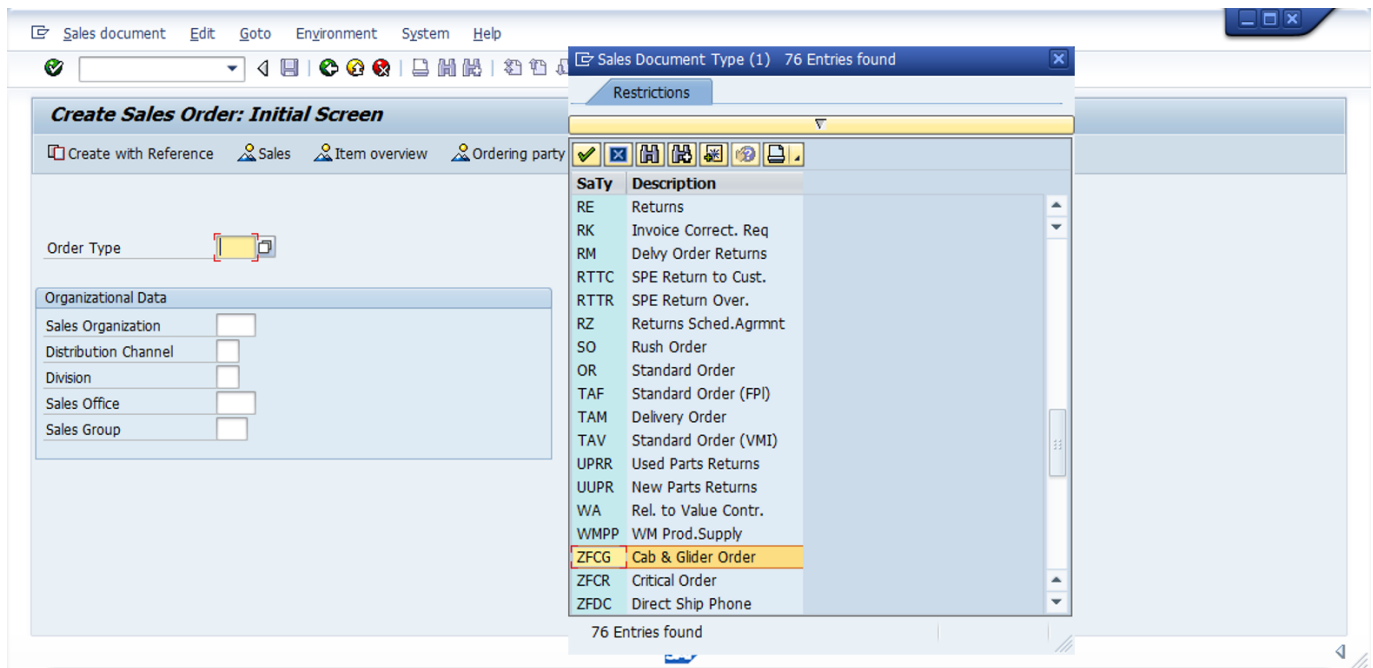 Sales document Edit Goto Environment System Help
Create Sales Order: Initial Screen
Create with Reference Sales Item overview Ordering party
Order Type
Organizational Data
Sales Organization
Distribution Channel
Division
Sales Office
Sales Group
Sales Document Type (1) 76 Entries found
Restrictions
SaTy Description
RE Returns
RK Invoice Correct. Req
RM Delvy Order Returns
RTTC SPE Return to Cust.
RTTR SPE Return Over.
RZ Returns Sched.Agrmnt
SO Rush Order
OR Standard Order
TAF Standard Order (FPl)
TAM Delivery Order
TAV Standard Order (VMI)
UPRR Used Parts Returns
UUPR New Parts Returns
WA Rel. to Value Contr.
WMPP WM Prod.Supply
ZFCG Cab & Glider Order
ZFCR Critical Order
ZFDC Direct Ship Phone
76 Entries found